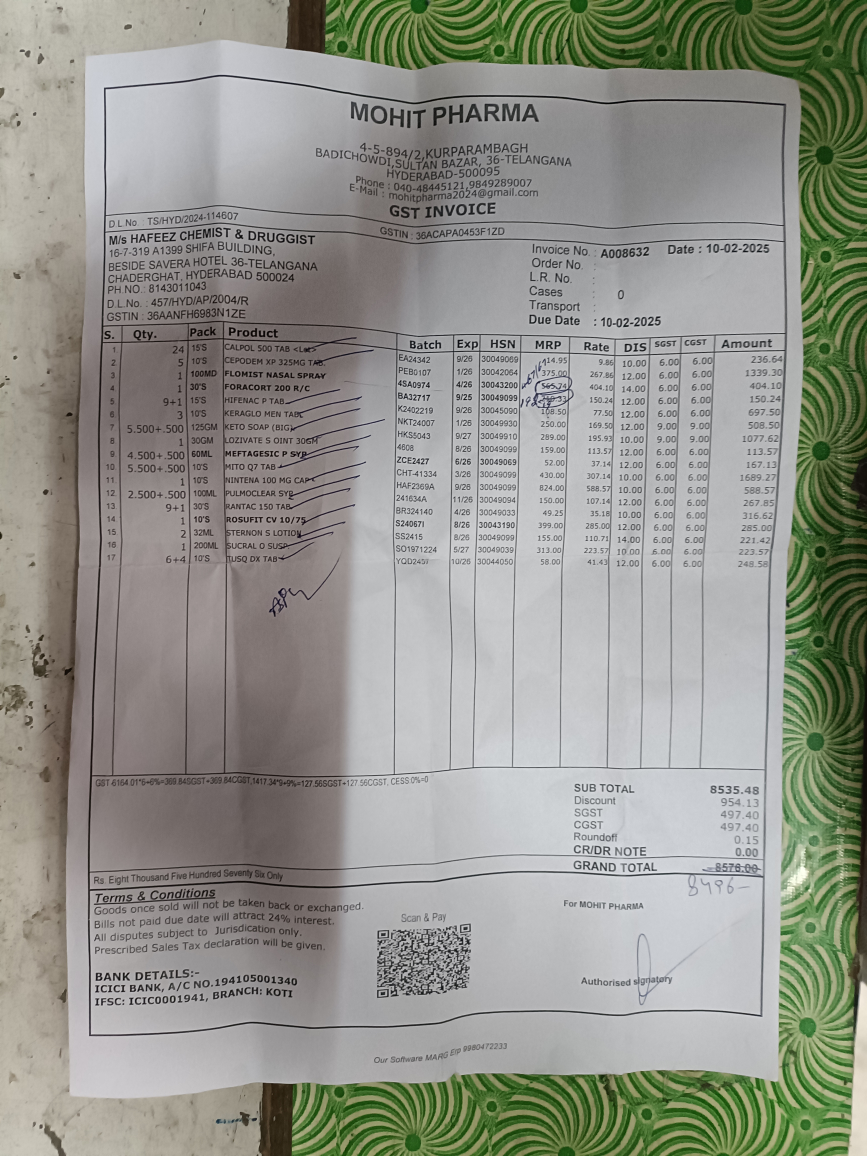 MOHIT PHARMA
4-5-894/2,KURPARAMBAGH
BADICHOWDI,SULTAN BAZAR, 36-TELANGANA
HYDERABAD-500095
Phone : 040-48445121,9849289007
E-Mail : mohitpharma2024@gmail.com
GST INVOICE
D.L.No : TS/HYD/2024-114607
GSTIN : 36ACAPA0453F1ZD
M/s HAFEEZ CHEMIST & DRUGGIST
16-7-319 A1399 SHIFA BUILDING,
BESIDE SAVERA HOTEL 36-TELANGANA
CHADERGHAT, HYDERABAD 500024
PH.NO.: 8143011043
D.L.No. : 457/HYD/AP/2004/R
GSTIN : 36AANFH6983N1ZE
Invoice No. : A008632 Date : 10-02-2025
Order No. :
L.R. No. :
Cases : 0
Transport :
Due Date : 10-02-2025
S. Qty. Pack Product Batch Exp HSN MRP Rate DIS SGST CGST Amount
1 24 15'S CALPOL 500 TAB EA24342 9/26 30049069 14.95 9.86 10.00 6.00 6.00 236.64
2 5 10'S CEPODEM XP 325MG TAB. PEB0107 1/26 30042064 375.00 267.86 12.00 6.00 6.00 1339.30
3 1 100MD FLOMIST NASAL SPRAY 4SA0974 4/26 30043200 404.10 14.00 6.00 6.00 404.10
4 1 30'S FORACORT 200 R/C BA32717 9/25 30049099 150.24 12.00 6.00 6.00 150.24
5 9+1 15'S HIFENAC P TAB K2402219 9/26 30045090 108.50 77.50 12.00 6.00 6.00 697.50
6 3 10'S KERAGLO MEN TAB NKT24007 1/26 30049930 250.00 169.50 12.00 9.00 9.00 508.50
7 5.500+.500 125GM KETO SOAP (BIG) HKS5043 9/27 30049910 289.00 195.93 10.00 9.00 9.00 1077.62
8 1 30GM LOZIVATE S OINT 30GM 4608 8/26 30049099 159.00 113.57 12.00 6.00 6.00 113.57
9 4.500+.500 60ML MEFTAGESIC P SYP ZCE2427 6/26 30049069 52.00 37.14 12.00 6.00 6.00 167.13
10 5.500+.500 10'S MITO Q7 TAB CHT-41334 3/26 30049099 430.00 307.14 10.00 6.00 6.00 1689.27
11 1 10'S NINTENA 100 MG CAP HAF2369A 9/26 30049099 824.00 588.57 10.00 6.00 6.00 588.57
12 2.500+.500 100ML PULMOCLEAR SYP 241634A 11/26 30049094 150.00 107.14 12.00 6.00 6.00 267.85
13 9+1 30'S RANTAC 150 TAB BR324140 4/26 30049033 49.25 35.18 10.00 6.00 6.00 316.62
14 1 10'S ROSUFIT CV 10/75 S24067I 8/26 30043190 399.00 285.00 12.00 6.00 6.00 285.00
15 2 32ML STERNON S LOTION SS2415 8/26 30049099 155.00 110.71 14.00 6.00 6.00 221.42
16 1 200ML SUCRAL O SUSP SO1971224 5/27 30049039 313.00 223.57 10.00 6.00 6.00 223.57
17 6+4 10'S TUSQ DX TAB 10/26 30044050 58.00 41.43 12.00 6.00 6.00 248.58
GST 6164.01*6+6%=369.84SGST+369.84CGST,1417.34*9+9%=127.56SGST+127.56CGST, CESS:0%=0
SUB TOTAL 8535.48
Discount 954.13
SGST 497.40
CGST 497.40
Roundoff 0.15
CR/DR NOTE 0.00
GRAND TOTAL 8576.00
8496-
Rs. Eight Thousand Five Hundred Seventy Six Only
Terms & Conditions
Goods once sold will not be taken back or exchanged.
Bills not paid due date will attract 24% interest.
All disputes subject to Jurisdication only.
Prescribed Sales Tax declaration will be given.
Scan & Pay
For MOHIT PHARMA
Authorised signatory
BANK DETAILS:-
ICICI BANK, A/C NO.194105001340
IFSC: ICIC0001941, BRANCH: KOTI
Our Software MARG ERP 9980472233